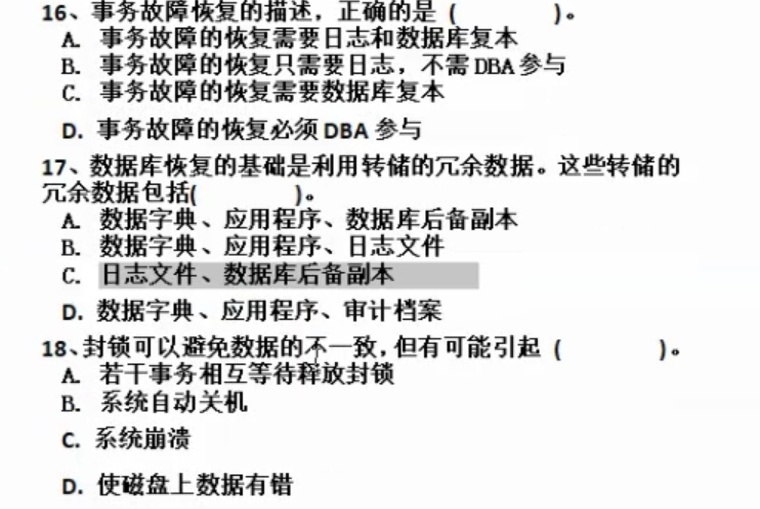 16、事务故障恢复的描述，正确的是（ ）。
A. 事务故障的恢复需要日志和数据库复本
B. 事务故障的恢复只需要日志，不需DBA参与
C. 事务故障的恢复需要数据库复本
D. 事务故障的恢复必须 DBA 参与
17、数据库恢复的基础是利用转储的冗余数据。这些转储的
冗余数据包括( )。
A. 数据字典、应用程序、数据库后备副本
B. 数据字典、应用程序、日志文件
C. 日志文件、数据库后备副本
D. 数据字典、应用程序、审计档案
18、封锁可以避免数据的不一致,但有可能引起（ ）。
A. 若干事务相互等待释放封锁
B. 系统自动关机
C. 系统崩溃
D. 使磁盘上数据有错